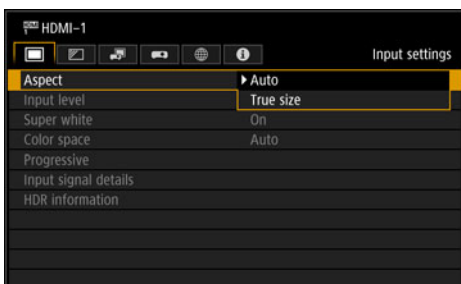 HDMI-1
Input settings
Aspect Auto
Input level True size
Super white On
Color space Auto
Progressive
Input signal details
HDR information